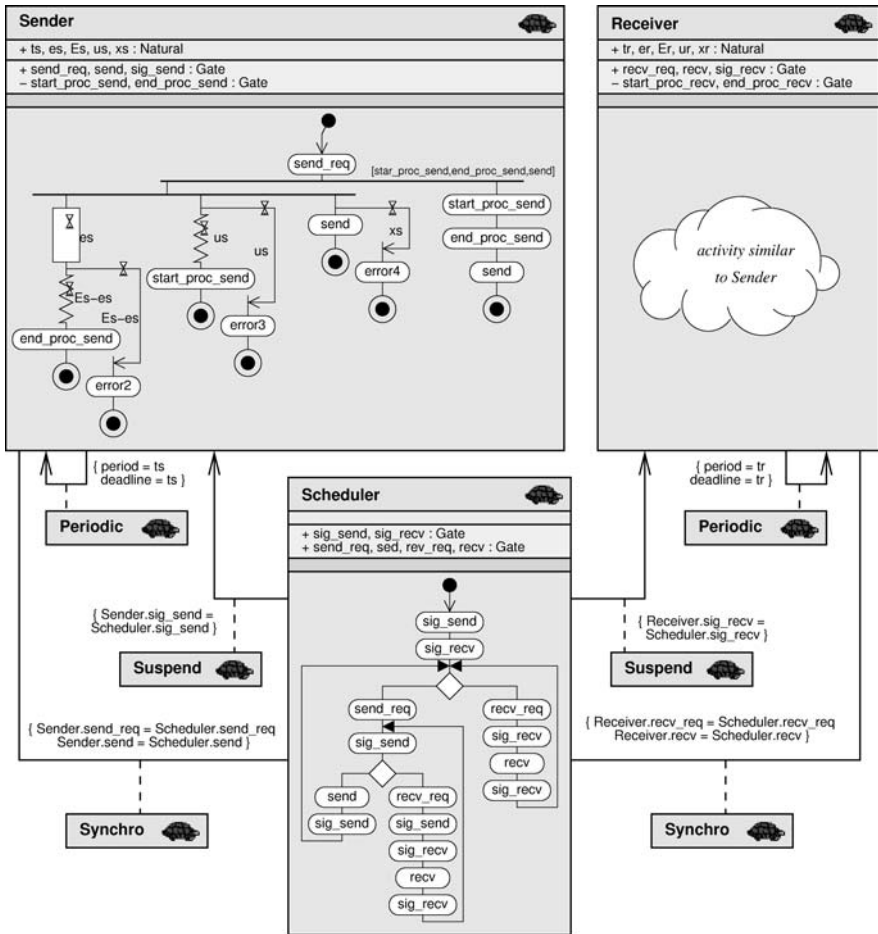 Sender
+ ts, es, Es, us, xs : Natural
+ send_req, send, sig_send : Gate
− start_proc_send, end_proc_send : Gate
send_req
[star_proc_send,end_proc_send,send]
es
us
us
send
xs
start_proc_send
end_proc_send
send
Es−es
Es−es
start_proc_send
error4
end_proc_send
error3
error2
Receiver
+ tr, er, Er, ur, xr : Natural
+ recv_req, recv, sig_recv : Gate
− start_proc_recv, end_proc_recv : Gate
activity similar
to Sender
{ period = ts
deadline = ts }
Periodic
{ period = tr
deadline = tr }
Periodic
Scheduler
+ sig_send, sig_recv : Gate
+ send_req, sed, rev_req, recv : Gate
sig_send
sig_recv
send_req
sig_send
send
sig_send
recv_req
sig_send
sig_recv
recv
sig_recv
recv_req
sig_recv
recv
sig_recv
{ Sender.sig_send =
Scheduler.sig_send }
Suspend
{ Receiver.sig_recv =
Scheduler.sig_recv }
Suspend
{ Sender.send_req = Scheduler.send_req
Sender.send = Scheduler.send }
Synchro
{ Receiver.recv_req = Scheduler.recv_req
Receiver.recv = Scheduler.recv }
Synchro